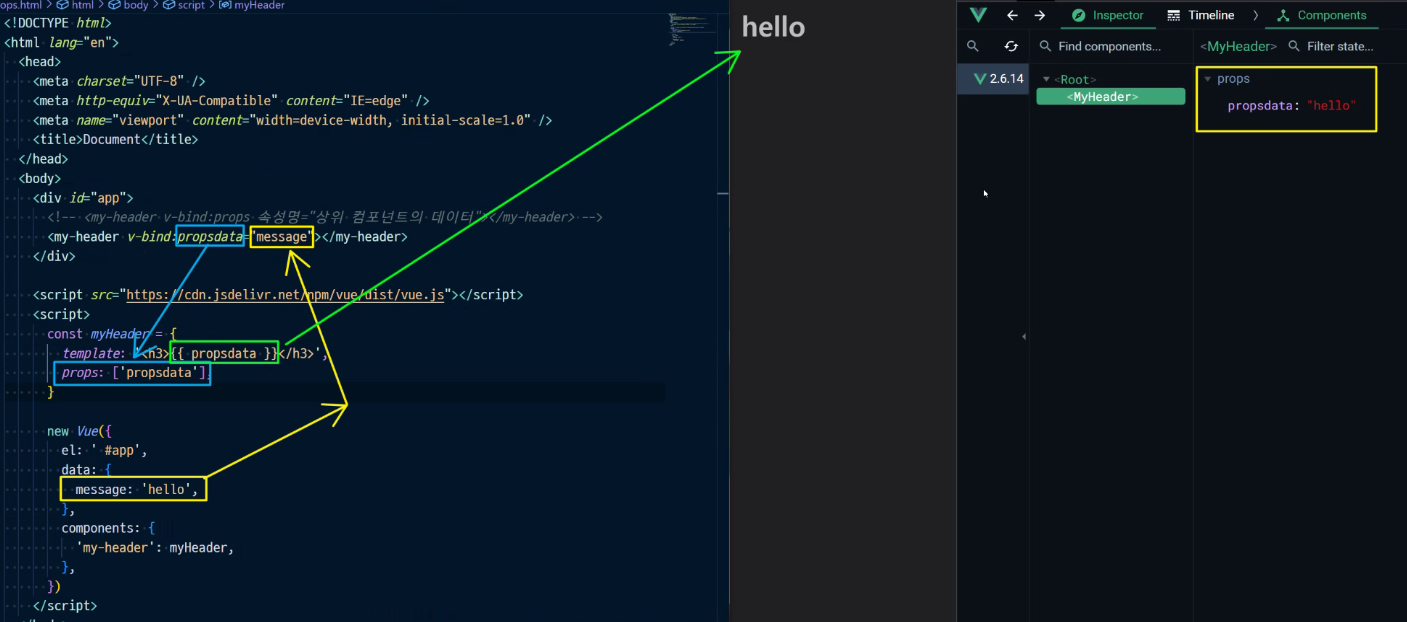 ops.html > html > body > script > myHeader
<!DOCTYPE html>
<html lang="en">
<head>
<meta charset="UTF-8" />
<meta http-equiv="X-UA-Compatible" content="IE=edge" />
<meta name="viewport" content="width=device-width, initial-scale=1.0" />
<title>Document</title>
</head>
<body>
<div id="app">
<!-- <my-header v-bind:props 속성명="상위 컴포넌트의 데이터"></my-header> -->
<my-header v-bind:propsdata="message"></my-header>
</div>
<script src="https://cdn.jsdelivr.net/npm/vue/dist/vue.js"></script>
<script>
const myHeader = {
template: '<h3>{{ propsdata }}</h3>',
props: ['propsdata'],
}
new Vue({
el: ' #app',
data: {
message: 'hello',
},
components: {
'my-header': myHeader,
},
})
</script>
hello
Inspector Timeline > Components
Find components... <MyHeader> Filter state...
2.6.14 <Root> props
<MyHeader>
propsdata: "hello"